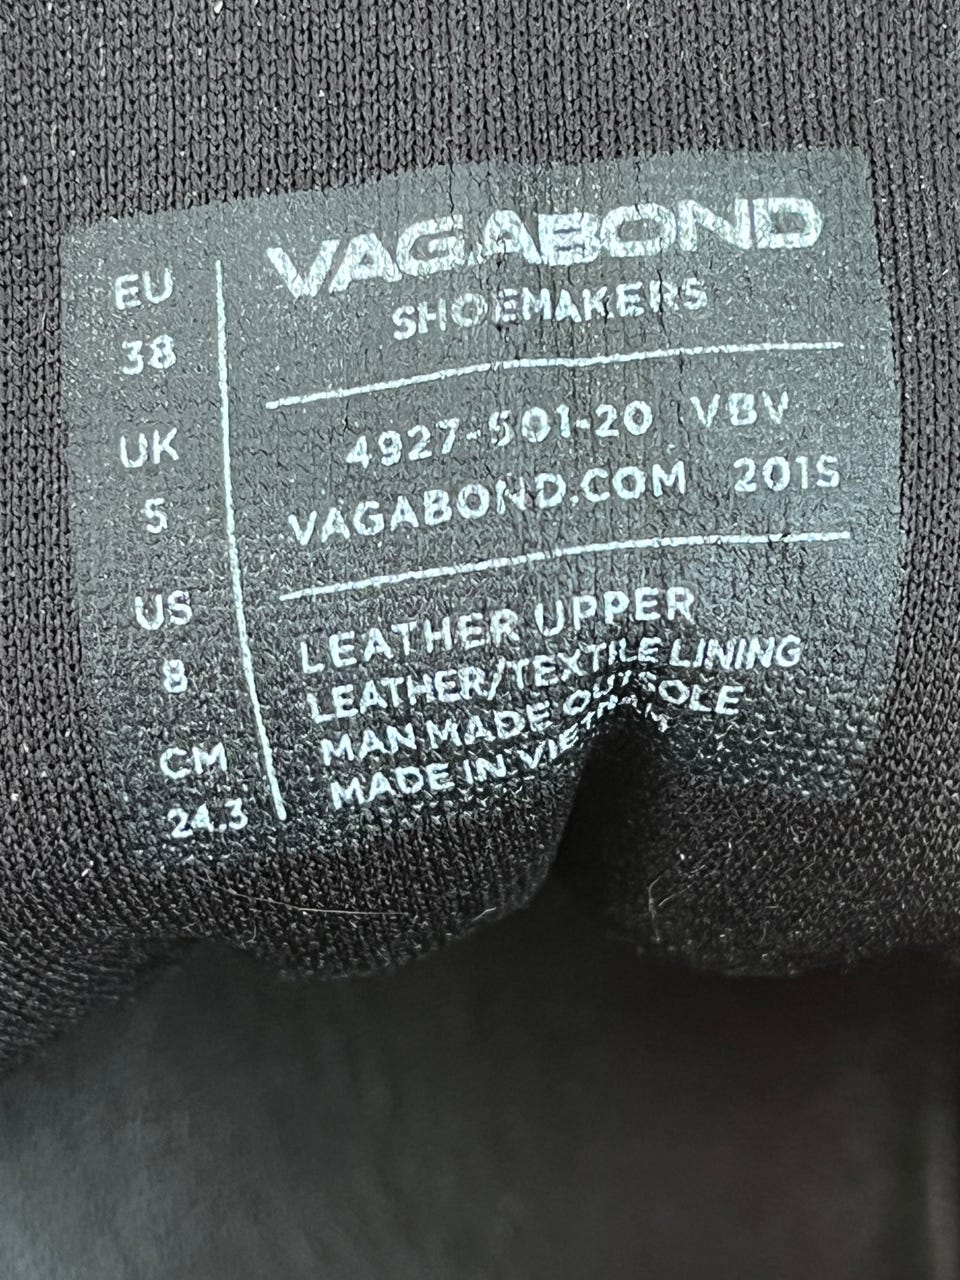 EU
38
UK
5
US
8
CM
24.3
VAGABOND
SHOEMAKERS
4927-501-20 VBV
VAGABOND.COM 201S
LEATHER UPPER
LEATHER/TEXTILE LINING
MAN MADE OUTSOLE
MADE IN VIETNAM